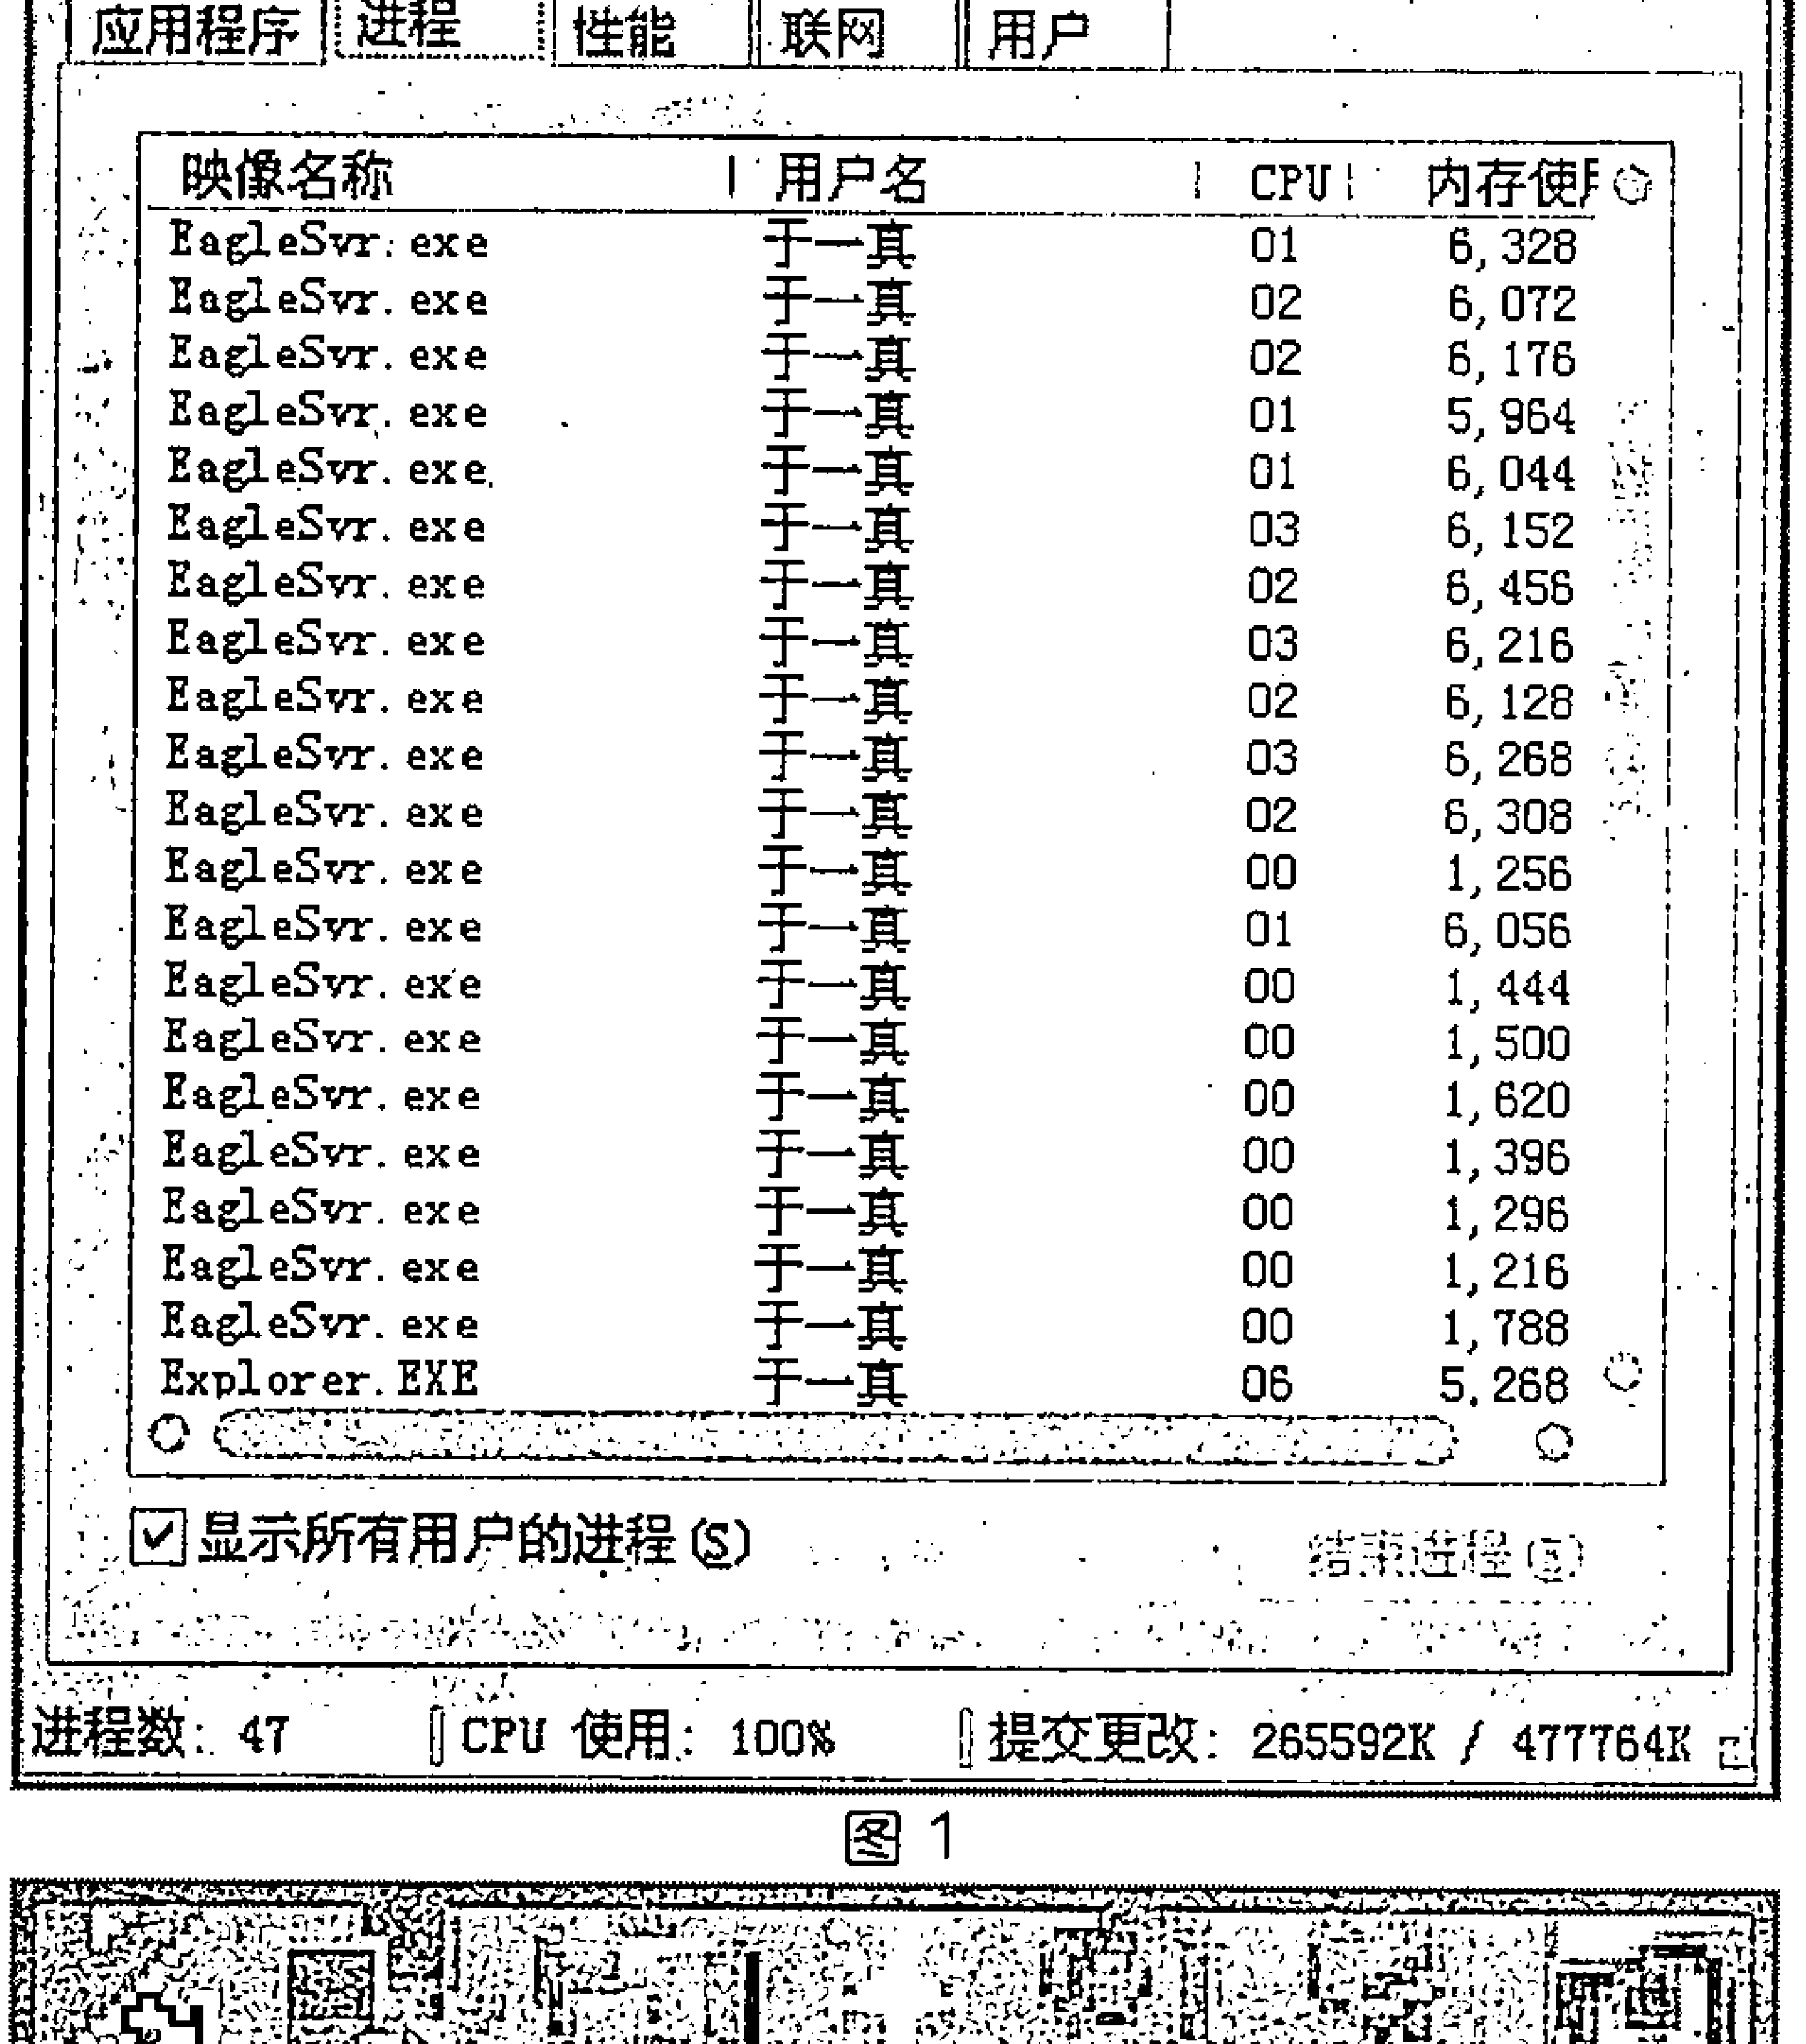 应用程序 进程 性能 联网 用户
映像名称 用户名 CPU 内存使用
EagleSvr.exe 于一真 01 6,328
EagleSvr.exe 于一真 02 6,072
EagleSvr.exe 于一真 02 6,176
EagleSvr.exe 于一真 01 5,964
EagleSvr.exe 于一真 01 6,044
EagleSvr.exe 于一真 03 6,152
EagleSvr.exe 于一真 02 6,456
EagleSvr.exe 于一真 03 6,216
EagleSvr.exe 于一真 02 6,128
EagleSvr.exe 于一真 03 6,268
EagleSvr.exe 于一真 02 6,308
EagleSvr.exe 于一真 00 1,256
EagleSvr.exe 于一真 01 6,056
EagleSvr.exe 于一真 00 1,444
EagleSvr.exe 于一真 00 1,500
EagleSvr.exe 于一真 00 1,620
EagleSvr.exe 于一真 00 1,396
EagleSvr.exe 于一真 00 1,296
EagleSvr.exe 于一真 00 1,216
EagleSvr.exe 于一真 00 1,788
Explorer.EXE 于一真 06 5,268
显示所有用户的进程(S) 结束进程(E)
进程数: 47 CPU 使用: 100% 提交更改: 265592K / 477764K
图 1